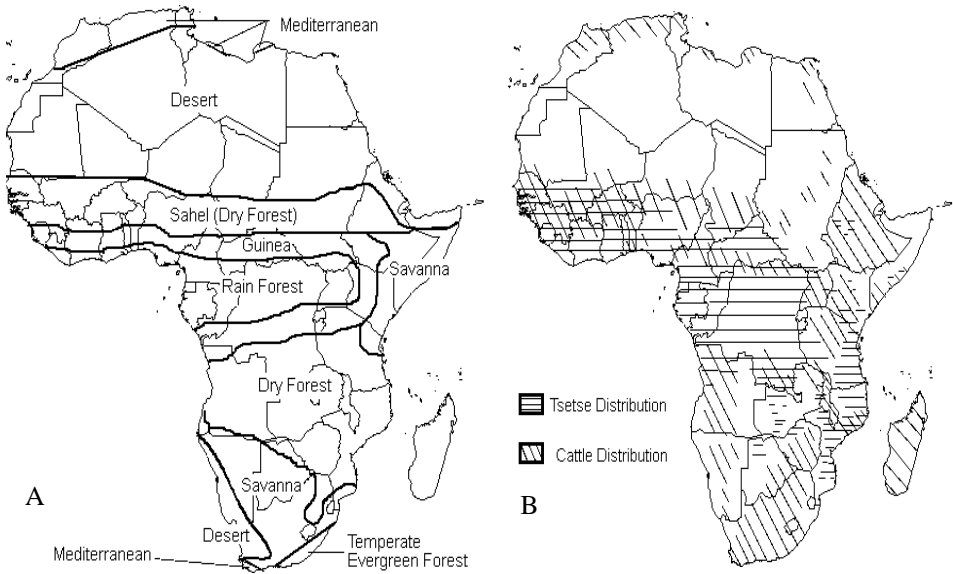 Mediterranean
Desert
Sahel (Dry Forest)
Guinea
Savanna
Rain Forest
Dry Forest
Savanna
A
Desert
Mediterranean
Temperate
Evergreen Forest
Tsetse Distribution
Cattle Distribution
B